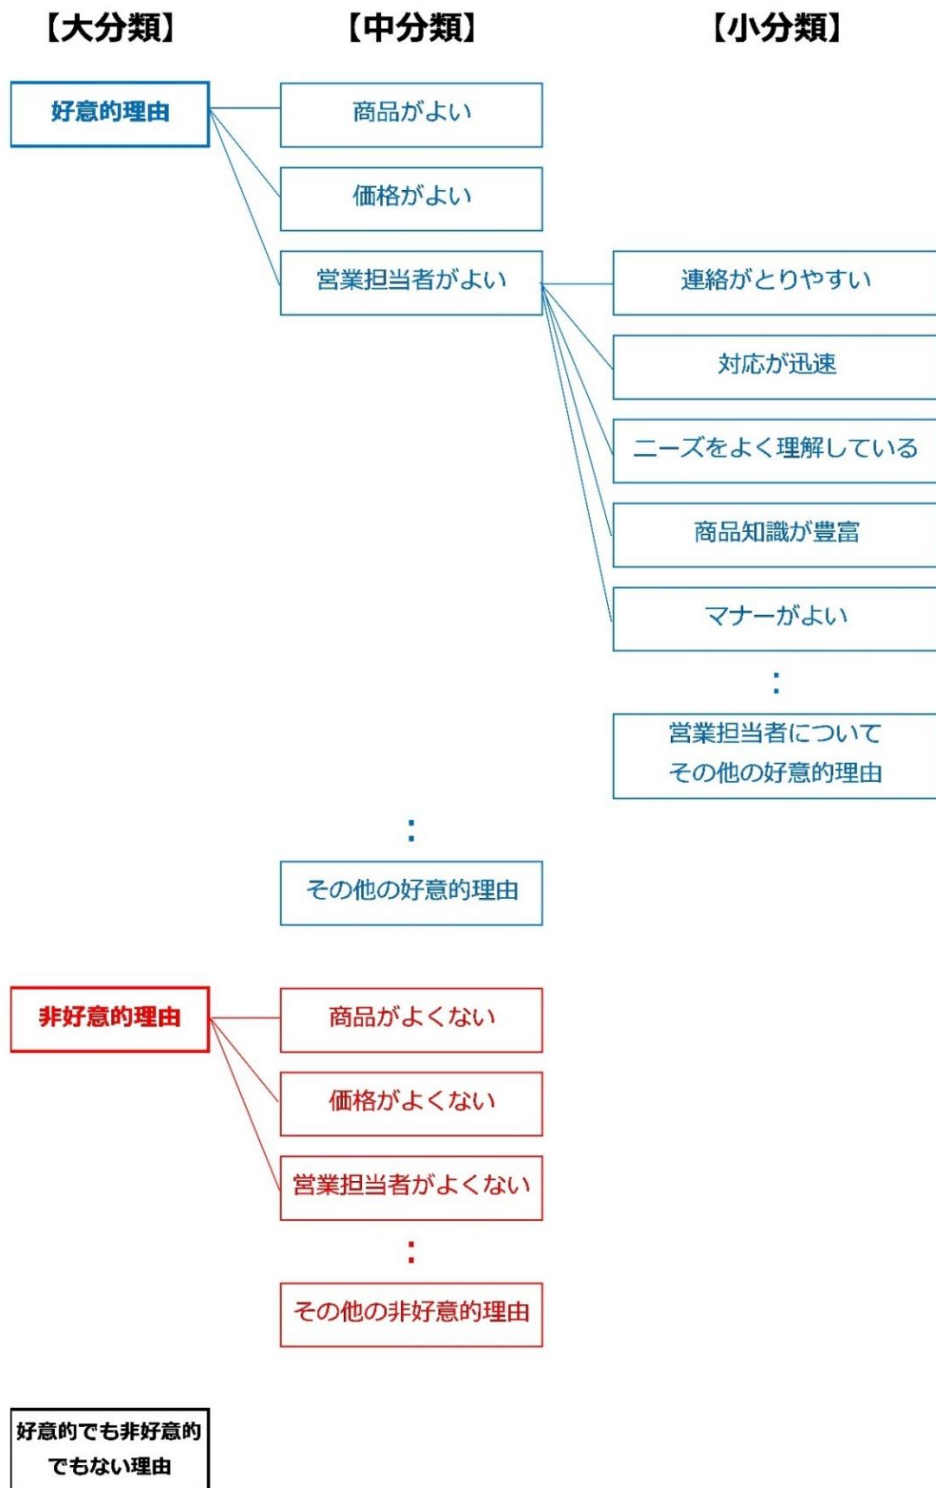 【大分類】
【中分類】
【小分類】
好意的理由
商品がよい
価格がよい
営業担当者がよい
連絡がとりやすい
対応が迅速
ニーズをよく理解している
商品知識が豊富
マナーがよい
：
営業担当者について
その他の好意的理由
：
その他の好意的理由
非好意的理由
商品がよくない
価格がよくない
営業担当者がよくない
：
その他の非好意的理由
好意的でも非好意的
でもない理由